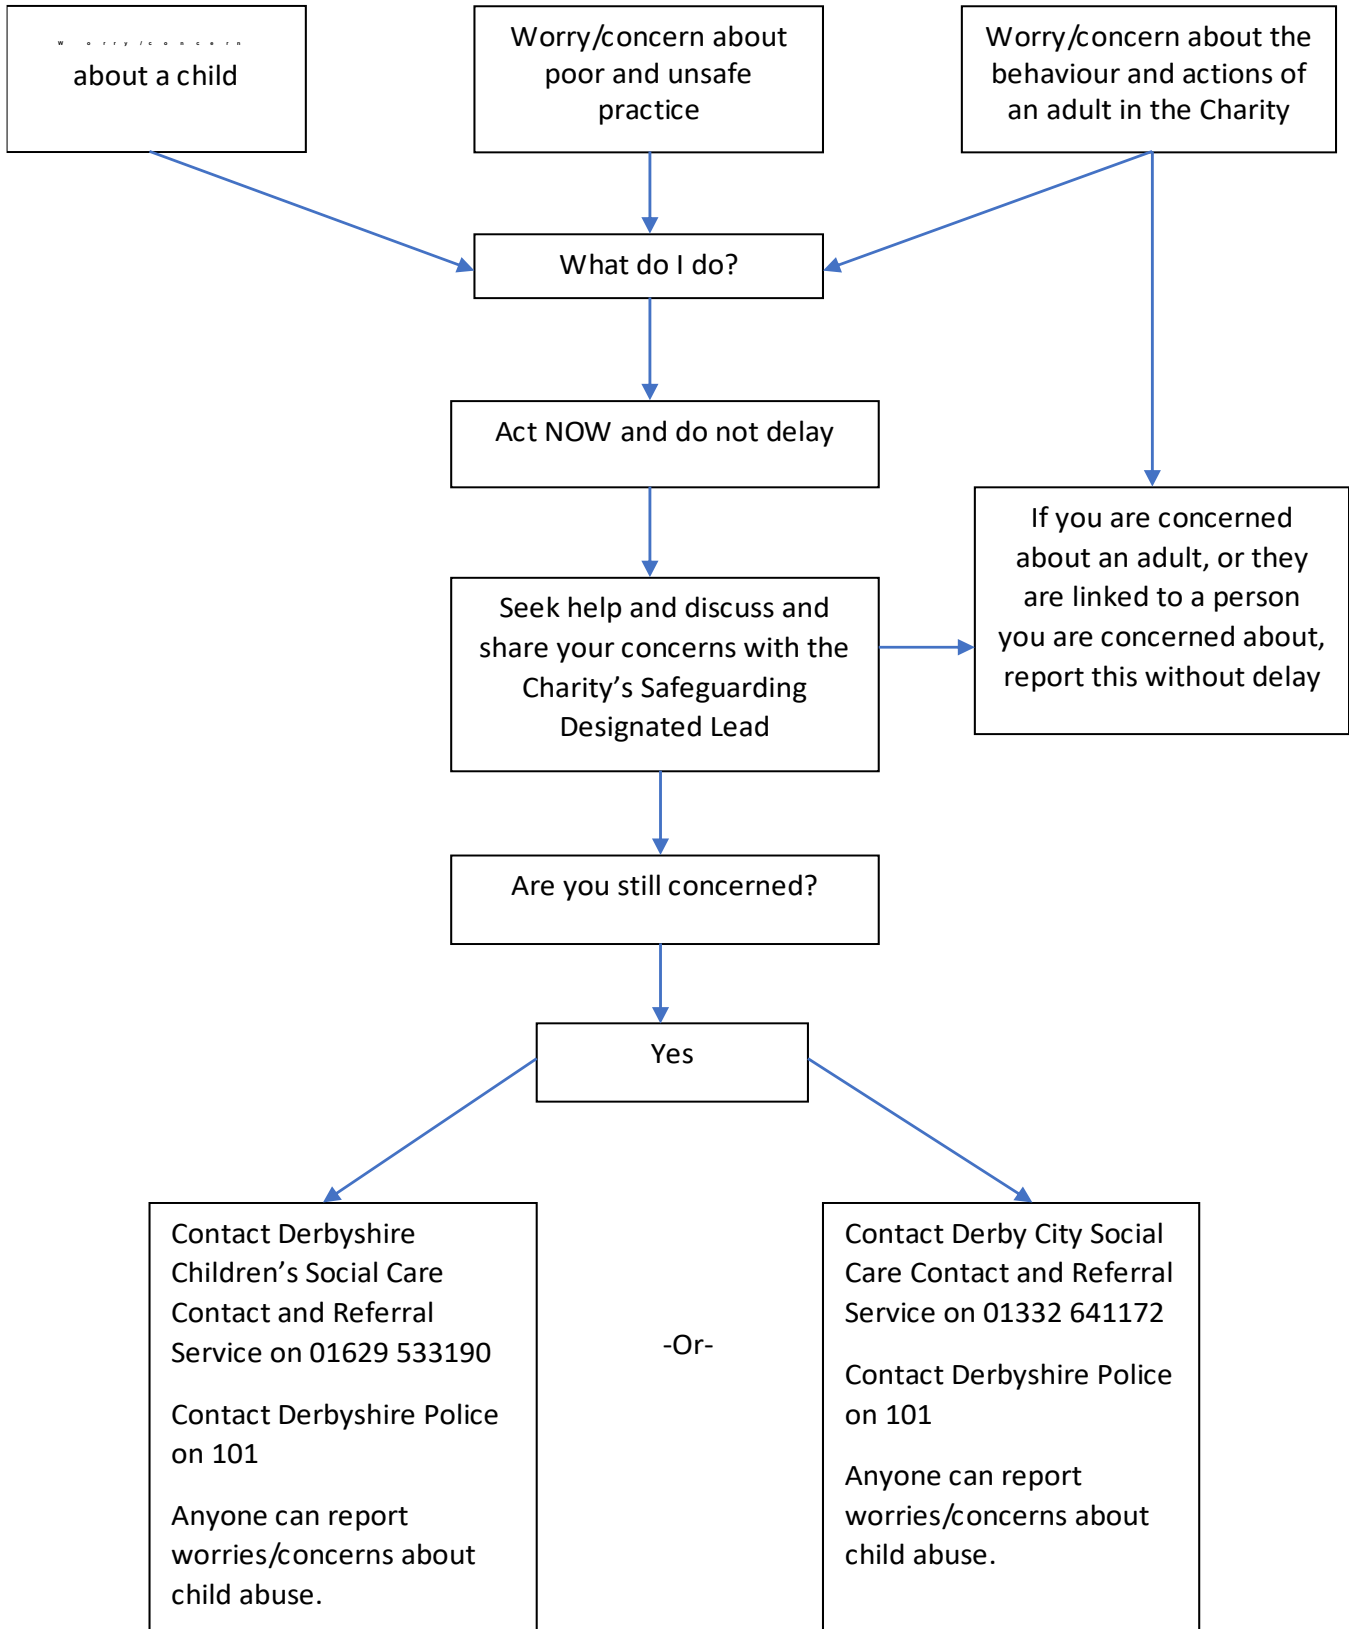 Worry/concern
about a child
Worry/concern about
poor and unsafe
practice
Worry/concern about the
behaviour and actions of
an adult in the Charity
What do I do?
Act NOW and do not delay
Seek help and discuss and
share your concerns with the
Charity’s Safeguarding
Designated Lead
If you are concerned
about an adult, or they
are linked to a person
you are concerned about,
report this without delay
Are you still concerned?
Yes
Contact Derbyshire
Children’s Social Care
Contact and Referral
Service on 01629 533190
Contact Derbyshire Police
on 101
Anyone can report
worries/concerns about
child abuse.
-Or-
Contact Derby City Social
Care Contact and Referral
Service on 01332 641172
Contact Derbyshire Police
on 101
Anyone can report
worries/concerns about
child abuse.